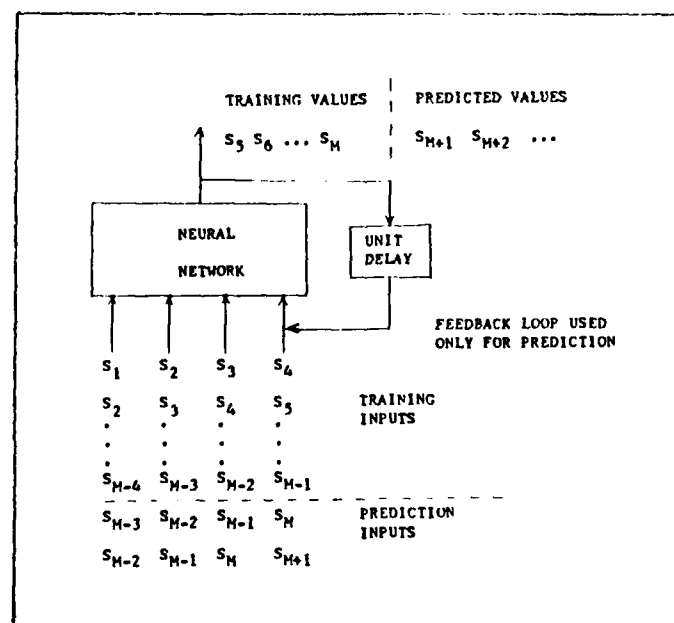 TRAINING VALUES PREDICTED VALUES
S5 S6 ... SM SM+1 SM+2 ...
NEURAL
NETWORK
UNIT
DELAY
FEEDBACK LOOP USED
ONLY FOR PREDICTION
S1 S2 S3 S4
S2 S3 S4 S5
TRAINING
INPUTS
. . . .
. . . .
. . . .
SM-4 SM-3 SM-2 SM-1
SM-3 SM-2 SM-1 SM
PREDICTION
INPUTS
SM-2 SM-1 SM SM+1